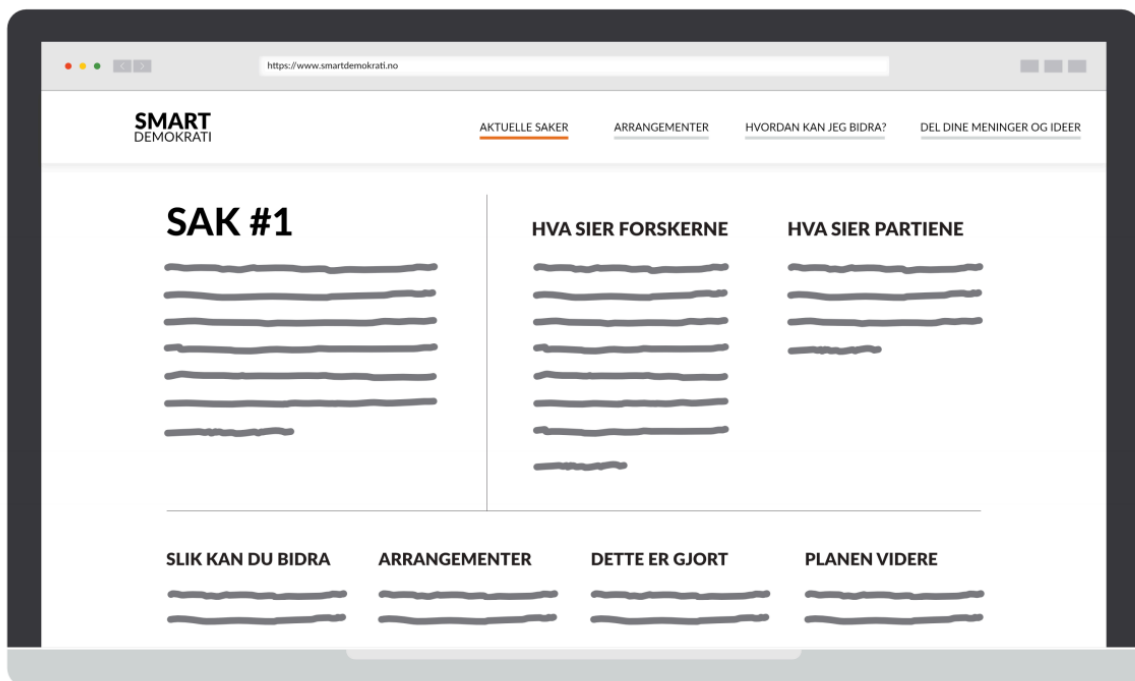 https://www.smartdemokrati.no
SMART
DEMOKRATI
AKTUELLE SAKER
ARRANGEMENTER
HVORDAN KAN JEG BIDRA?
DEL DINE MENINGER OG IDEER
SAK #1
HVA SIER FORSKERNE
HVA SIER PARTIENE
SLIK KAN DU BIDRA
ARRANGEMENTER
DETTE ER GJORT
PLANEN VIDERE